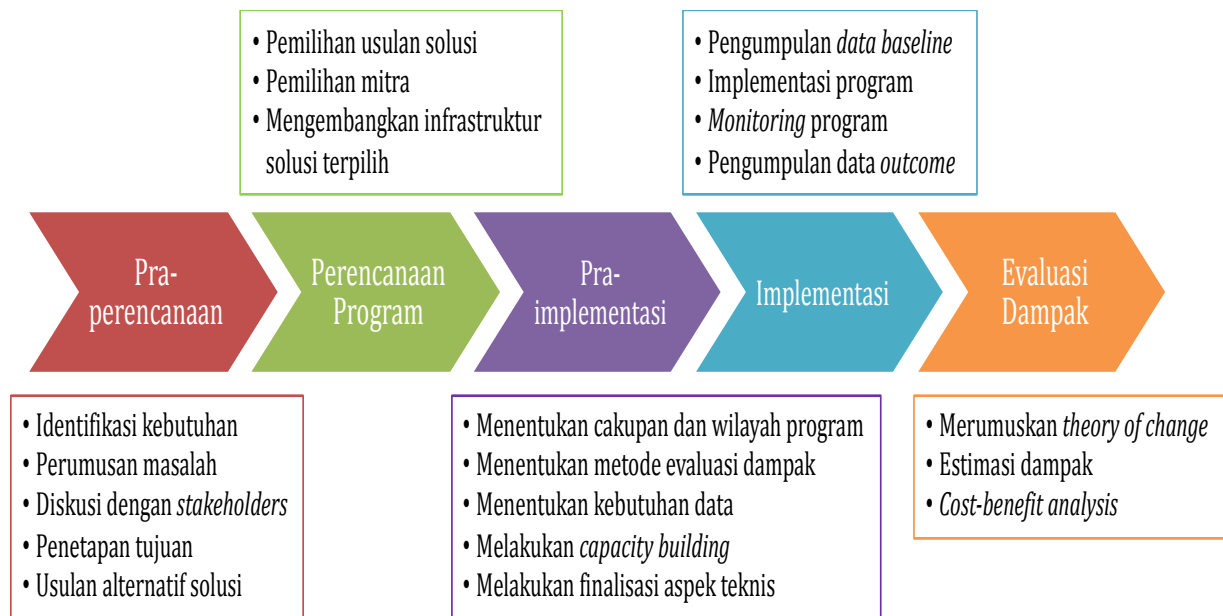 • Pemilihan usulan solusi
• Pemilihan mitra
• Mengembangkan infrastruktur
solusi terpilih
• Pengumpulan data baseline
• Implementasi program
• Monitoring program
• Pengumpulan data outcome
Pra-
perencanaan
Perencanaan
Program
Pra-
implementasi
Implementasi
Evaluasi
Dampak
• Identifikasi kebutuhan
• Perumusan masalah
• Diskusi dengan stakeholders
• Penetapan tujuan
• Usulan alternatif solusi
• Menentukan cakupan dan wilayah program
• Menentukan metode evaluasi dampak
• Menentukan kebutuhan data
• Melakukan capacity building
• Melakukan finalisasi aspek teknis
• Merumuskan theory of change
• Estimasi dampak
• Cost-benefit analysis